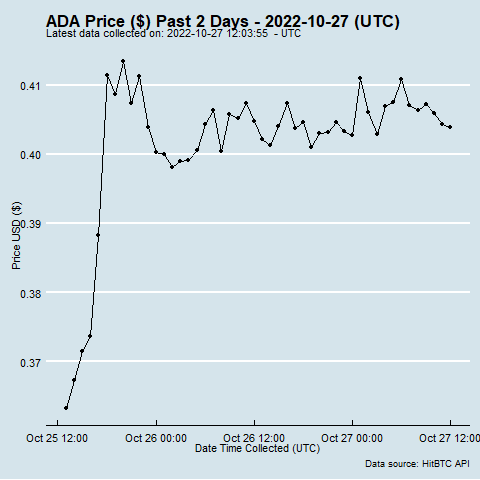 ADA Price ($) Past 2 Days - 2022-10-27 (UTC)
Latest data collected on: 2022-10-27 12:03:55 - UTC
0.41
0.40
0.39
0.38
0.37
Price USD ($)
Oct 25 12:00
Oct 26 00:00
Oct 26 12:00
Oct 27 00:00
Oct 27 12:00
Date Time Collected (UTC)
Data source: HitBTC API